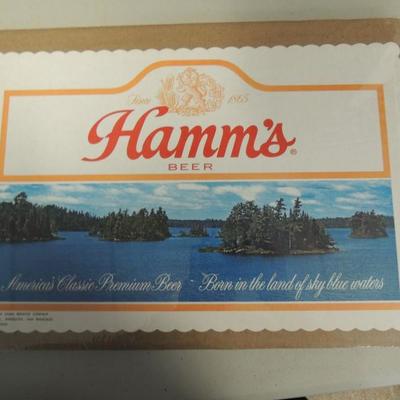 Since 1865
Hamm's®
BEER
America's Classic Premium Beer - Born in the land of sky blue waters